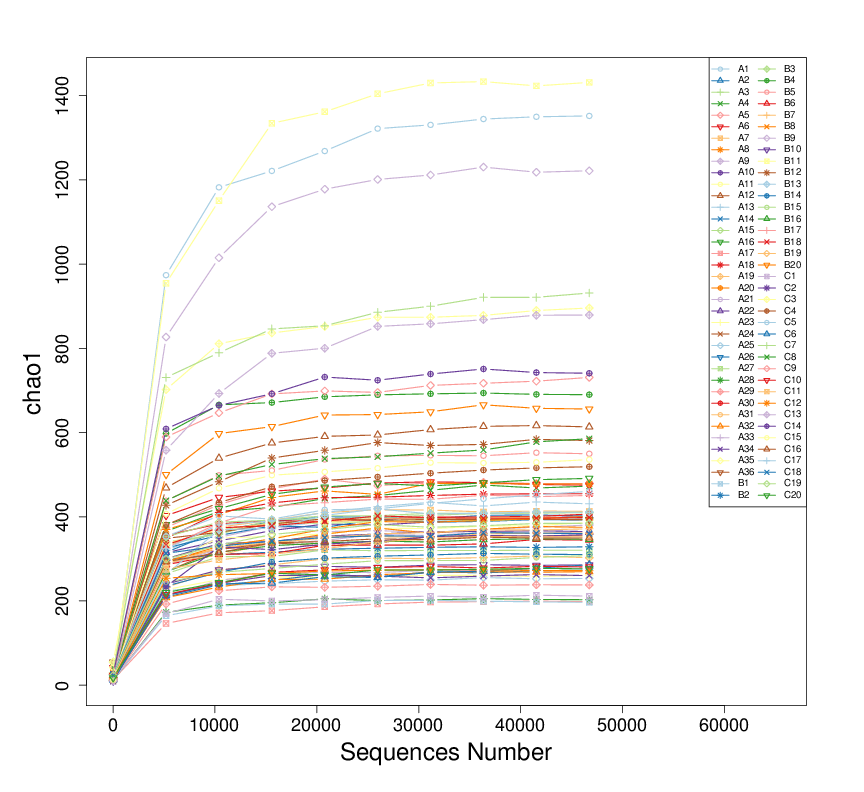 chao1
1400
1200
1000
800
600
400
200
0
0 10000 20000 30000 40000 50000 60000
Sequences Number
A1 B3
A2 B4
A3 B5
A4 B6
A5 B7
A6 B8
A7 B9
A8 B10
A9 B11
A10 B12
A11 B13
A12 B14
A13 B15
A14 B16
A15 B17
A16 B18
A17 B19
A18 B20
A19 C1
A20 C2
A21 C3
A22 C4
A23 C5
A24 C6
A25 C7
A26 C8
A27 C9
A28 C10
A29 C11
A30 C12
A31 C13
A32 C14
A33 C15
A34 C16
A35 C17
A36 C18
B1 C19
B2 C20